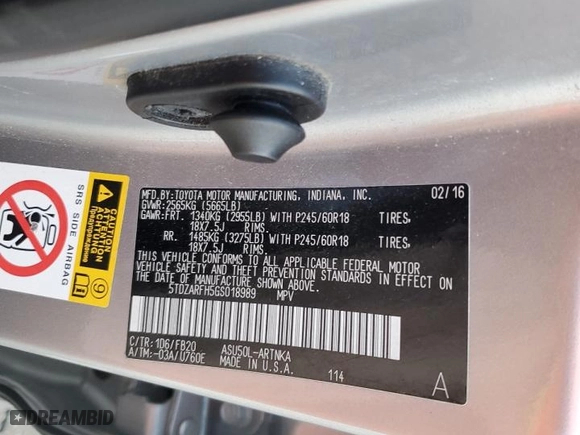 MFD.BY:TOYOTA MOTOR MANUFACTURING, INDIANA, INC. 02/16
GVWR:2565KG (5665LB)
GAWR:FRT. 1340KG (2955LB) WITH P245/60R18 TIRES,
18X7.5J RIMS
RR. 1485KG (3275LB) WITH P245/60R18 TIRES,
18X7.5J RIMS
THIS VEHICLE CONFORMS TO ALL APPLICABLE FEDERAL MOTOR
VEHICLE SAFETY, BUMPER, AND THEFT PREVENTION STANDARDS IN EFFECT ON
THE DATE OF MANUFACTURE SHOWN ABOVE.
5TDZARFH5GS018989 MPV
C/TR:1D6/FB20 ASU50L-ARTNKA
A/TM:-03A/U760E MADE IN U.S.A.
114 A
SRS SIDE AIRBAG
9
DREAMBID